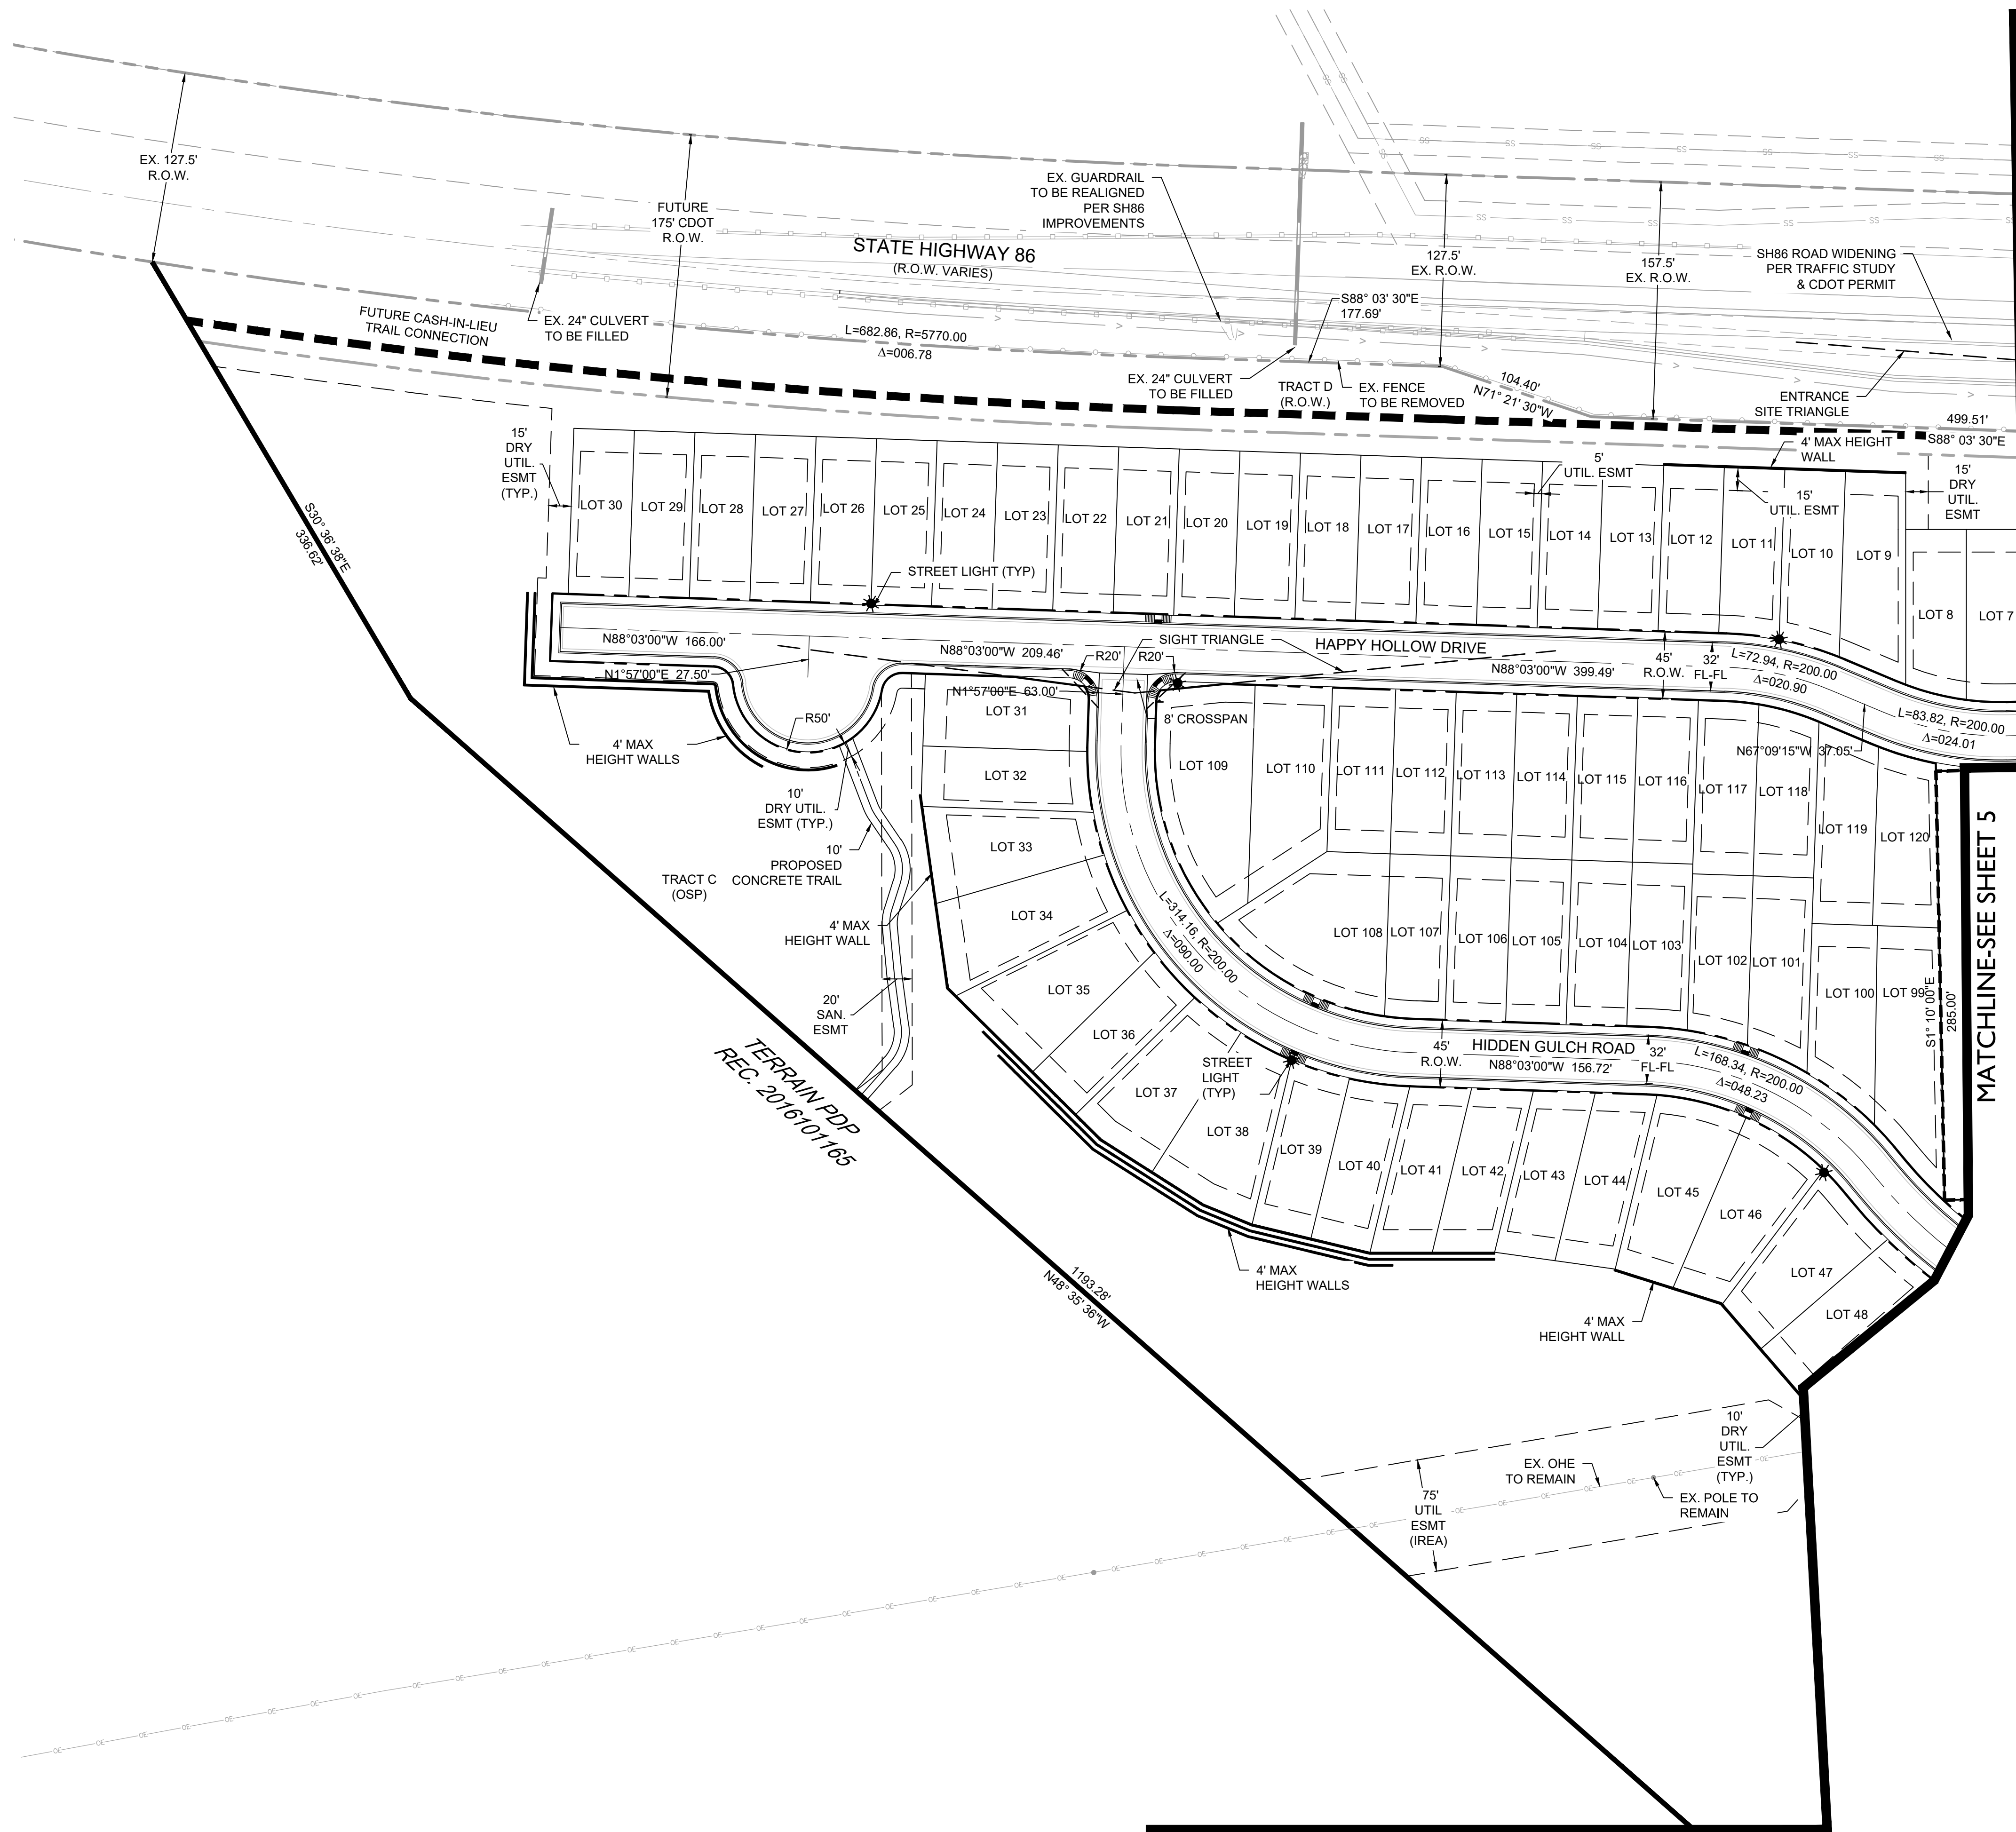 EX. 127.5'
R.O.W.
FUTURE
175' CDOT
R.O.W.
EX. GUARDRAIL
TO BE REALIGNED
PER SH86
IMPROVEMENTS
STATE HIGHWAY 86
(R.O.W. VARIES)
127.5'
EX. R.O.W.
157.5'
EX. R.O.W.
SH86 ROAD WIDENING
PER TRAFFIC STUDY
& CDOT PERMIT
S88° 03' 30"E
177.69'
FUTURE CASH-IN-LIEU
TRAIL CONNECTION
EX. 24" CULVERT
TO BE FILLED
L=682.86, R=5770.00
Δ=006.78
EX. 24" CULVERT
TO BE FILLED
TRACT D
(R.O.W.)
EX. FENCE
TO BE REMOVED
104.40'
N71° 21' 30"W
ENTRANCE
SITE TRIANGLE
499.51'
S88° 03' 30"E
4' MAX HEIGHT
WALL
15'
DRY
UTIL.
ESMT
(TYP.)
5'
UTIL. ESMT
15'
UTIL. ESMT
15'
DRY
UTIL.
ESMT
LOT 30
LOT 29
LOT 28
LOT 27
LOT 26
LOT 25
LOT 24
LOT 23
LOT 22
LOT 21
LOT 20
LOT 19
LOT 18
LOT 17
LOT 16
LOT 15
LOT 14
LOT 13
LOT 12
LOT 11
LOT 10
LOT 9
LOT 8
LOT 7
S30° 36' 38"E
336.62'
STREET LIGHT (TYP)
N88°03'00"W 166.00'
N1°57'00"E 27.50'
N88°03'00"W 209.46'
SIGHT TRIANGLE
R20'
R20'
HAPPY HOLLOW DRIVE
N88°03'00"W 399.49'
45'
R.O.W.
32'
FL-FL
L=72.94, R=200.00
Δ=020.90
L=83.82, R=200.00
Δ=024.01
N67°09'15"W 37.05'
N1°57'00"E 63.00'
8' CROSSPAN
R50'
4' MAX
HEIGHT WALLS
LOT 31
LOT 32
LOT 109
LOT 110
LOT 111
LOT 112
LOT 113
LOT 114
LOT 115
LOT 116
LOT 117
LOT 118
LOT 119
LOT 120
10'
DRY UTIL.
ESMT (TYP.)
10'
PROPOSED
CONCRETE TRAIL
TRACT C
(OSP)
4' MAX
HEIGHT WALL
20'
SAN.
ESMT
LOT 33
LOT 34
LOT 35
LOT 36
LOT 37
LOT 38
LOT 39
LOT 40
LOT 41
LOT 42
LOT 43
LOT 44
LOT 45
LOT 46
LOT 47
LOT 48
L=314.16, R=200.00
Δ=090.00
LOT 108
LOT 107
LOT 106
LOT 105
LOT 104
LOT 103
LOT 102
LOT 101
LOT 100
LOT 99
S1° 10' 00"E
285.00'
MATCHLINE-SEE SHEET 5
STREET
LIGHT
(TYP)
45'
R.O.W.
HIDDEN GULCH ROAD
N88°03'00"W 156.72'
32'
FL-FL
L=168.34, R=200.00
Δ=048.23
TERRAIN PDP
REC. 2016101165
1193.28'
N48° 35' 36"W
4' MAX
HEIGHT WALLS
4' MAX
HEIGHT WALL
10'
DRY
UTIL.
ESMT
(TYP.)
EX. OHE
TO REMAIN
EX. POLE TO
REMAIN
75'
UTIL
ESMT
(IREA)